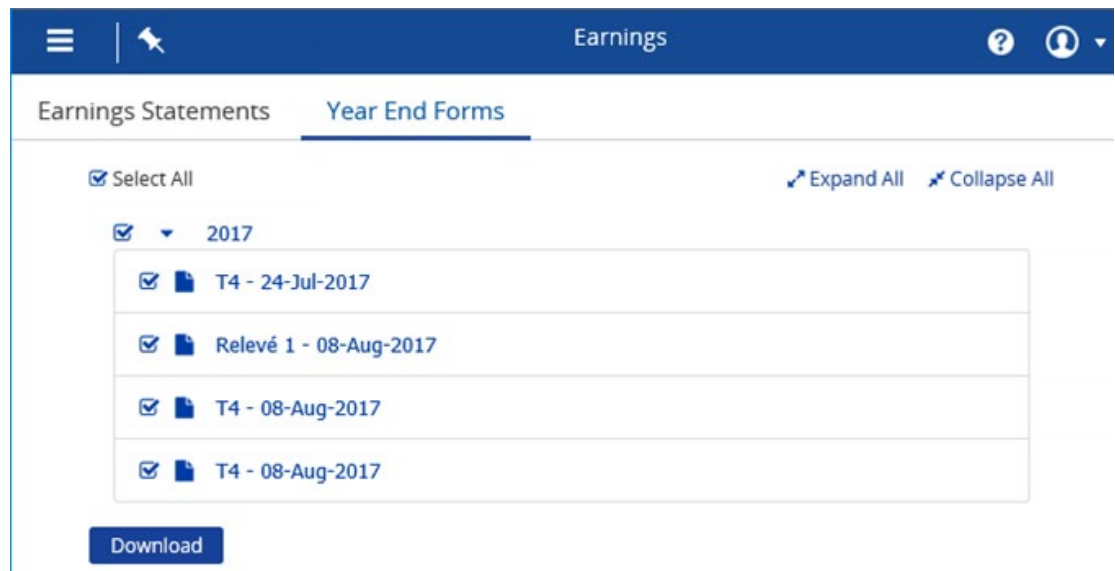 Earnings
Earnings Statements Year End Forms
Select All Expand All Collapse All
2017
T4 - 24-Jul-2017
Relevé 1 - 08-Aug-2017
T4 - 08-Aug-2017
T4 - 08-Aug-2017
Download